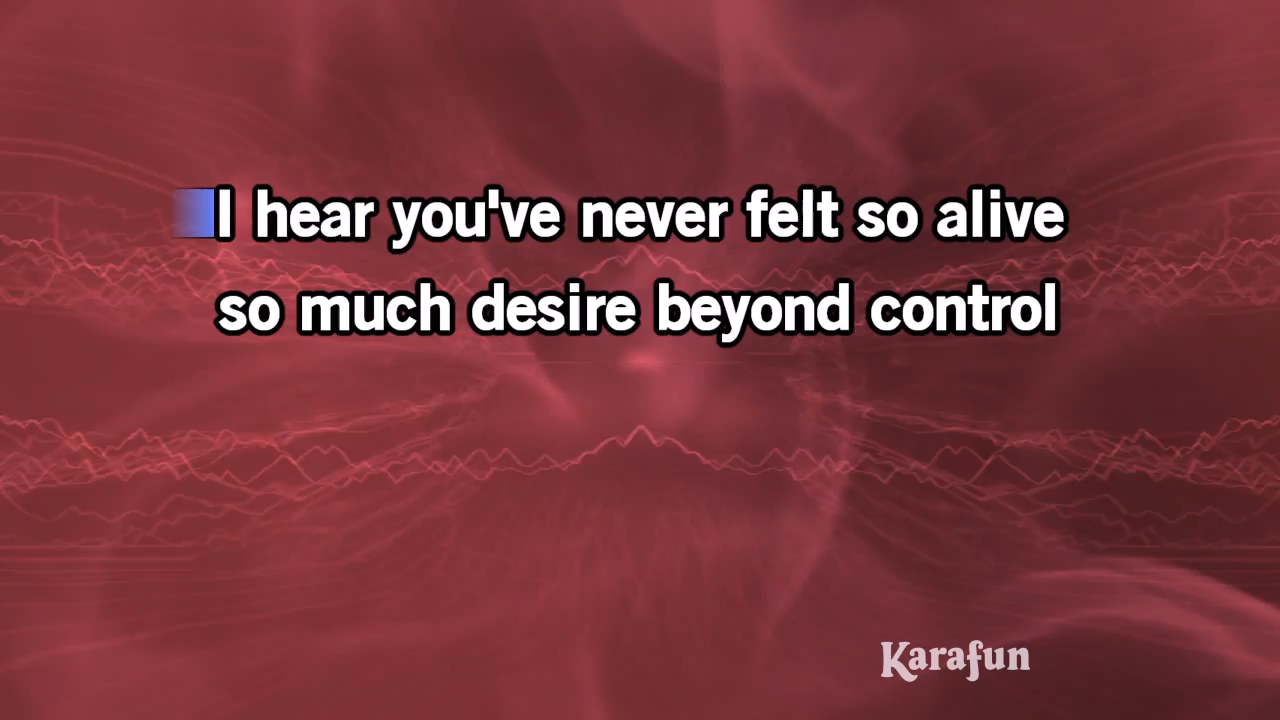 I hear you've never felt so alive
so much desire beyond control
Karafun